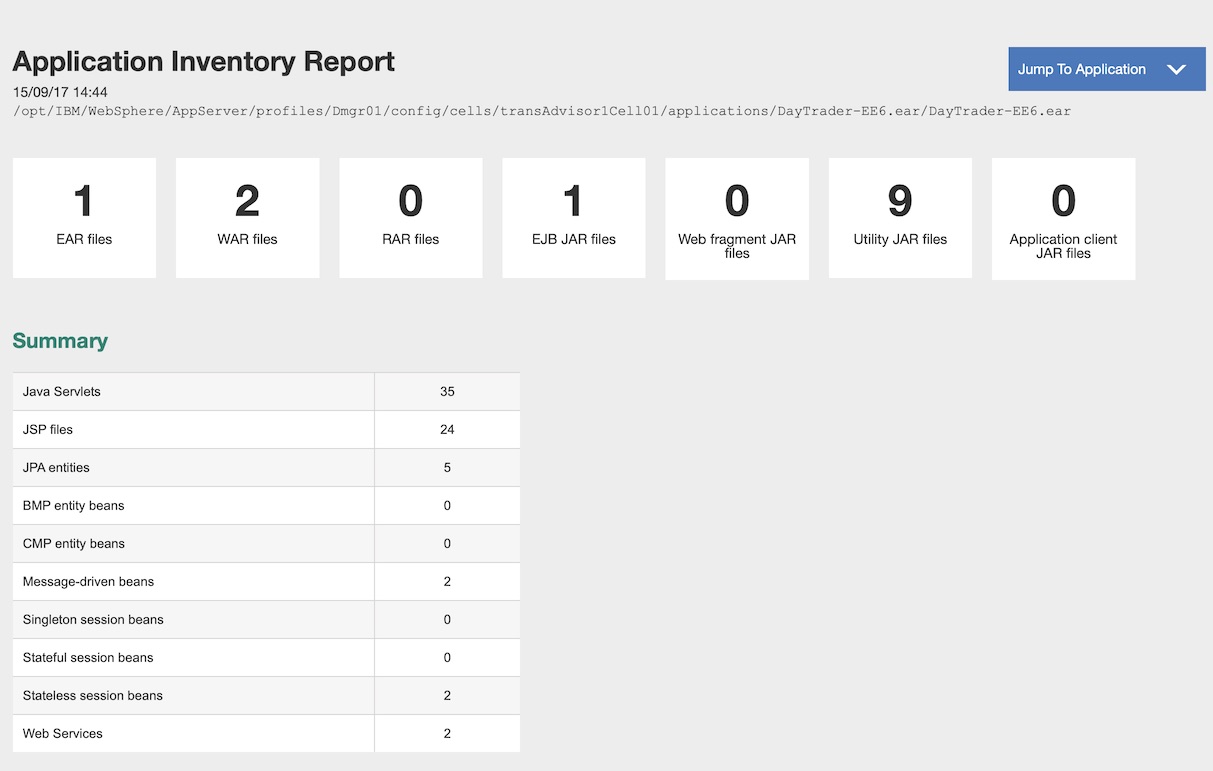 Application Inventory Report
Jump To Application
15/09/17 14:44
/opt/IBM/WebSphere/AppServer/profiles/Dmgr01/config/cells/transAdvisor1Cell01/applications/DayTrader-EE6.ear/DayTrader-EE6.ear
1
EAR files
2
WAR files
0
RAR files
1
EJB JAR files
0
Web fragment JAR
files
9
Utility JAR files
0
Application client
JAR files
Summary
Java Servlets 35
JSP files 24
JPA entities 5
BMP entity beans 0
CMP entity beans 0
Message-driven beans 2
Singleton session beans 0
Stateful session beans 0
Stateless session beans 2
Web Services 2